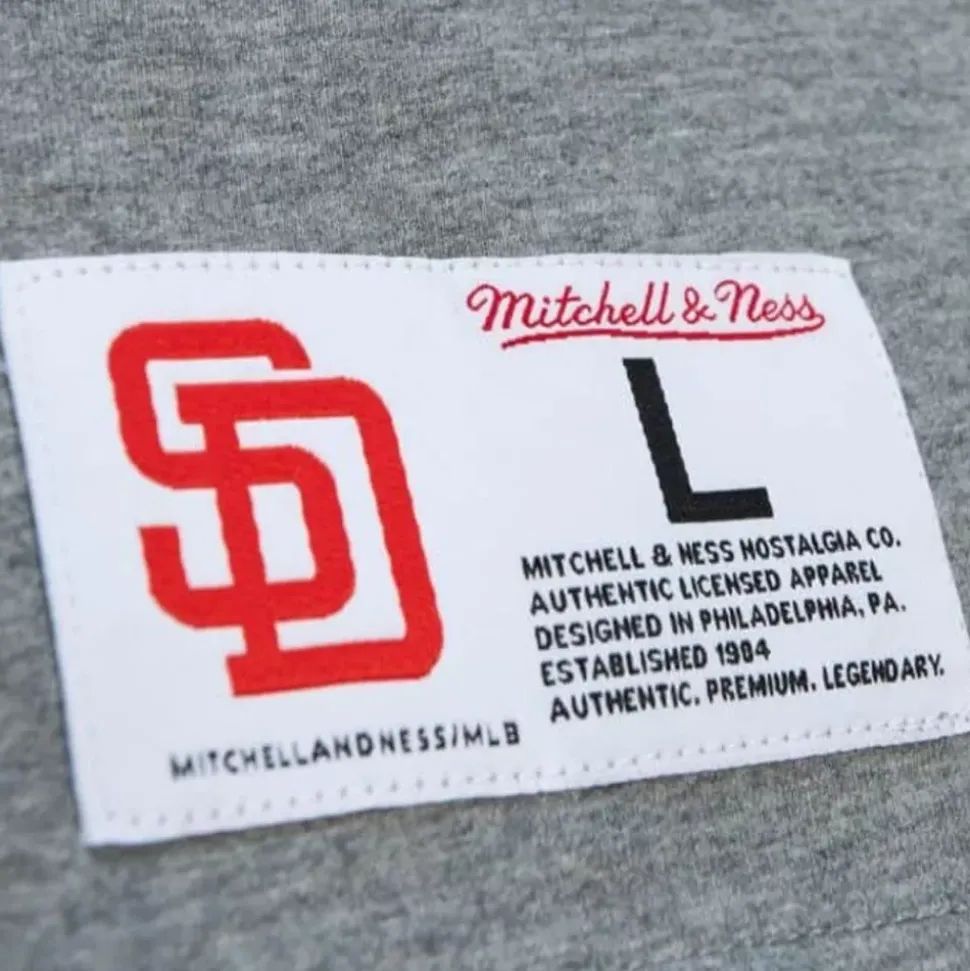 SD
Mitchell & Ness
L
MITCHELL & NESS NOSTALGIA CO.
AUTHENTIC LICENSED APPAREL
DESIGNED IN PHILADELPHIA, PA.
ESTABLISHED 1904
AUTHENTIC. PREMIUM. LEGENDARY.
MITCHELLANDNESS/MLB